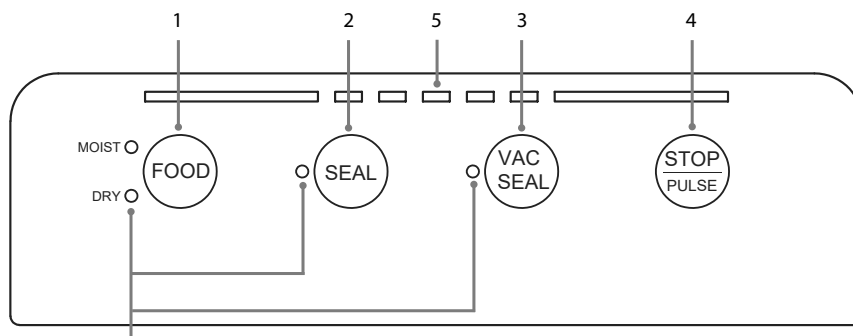 1 2 5 3 4
MOIST
DRY
FOOD
SEAL
VAC
SEAL
STOP
PULSE